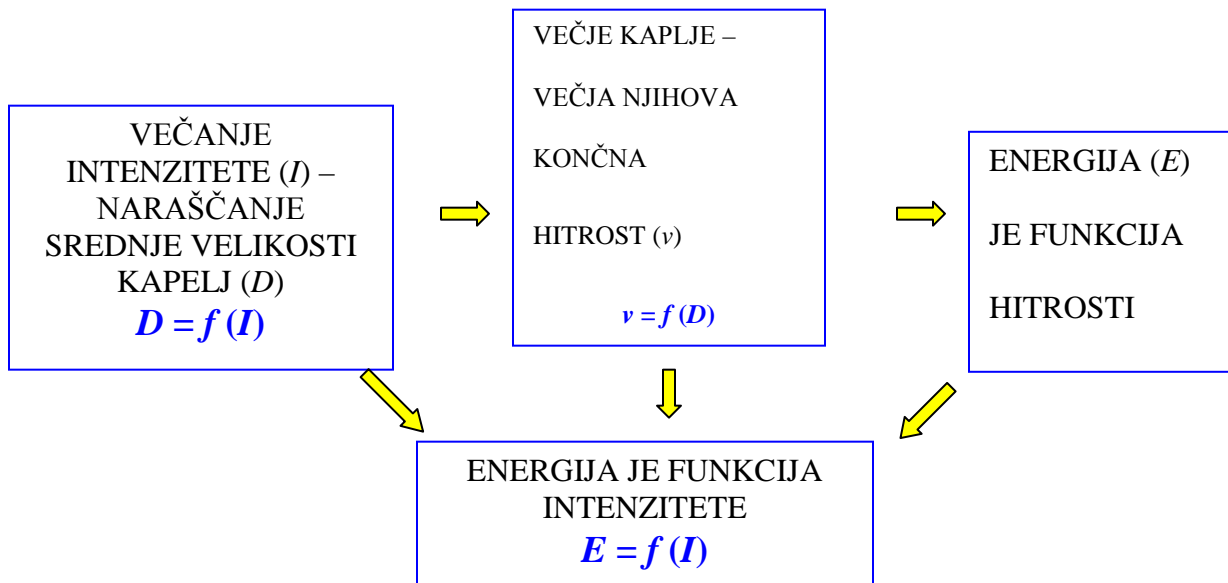 VEČANJE
INTENZITETE (I) –
NARAŠČANJE
SREDNJE VELIKOSTI
KAPELJ (D)
D = f (I)
VEČJE KAPLJE –
VEČJA NJIHOVA
KONČNA
HITROST (v)
v = f (D)
ENERGIJA (E)
JE FUNKCIJA
HITROSTI
ENERGIJA JE FUNKCIJA
INTENZITETE
E = f (I)